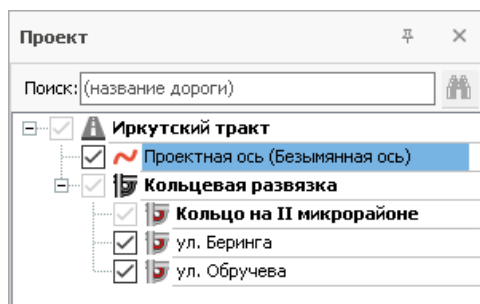 Проект
Поиск: (название дороги)
Иркутский тракт
Проектная ось (Безымянная ось)
Кольцевая развязка
Кольцо на II микрорайоне
ул. Беринга
ул. Обручева